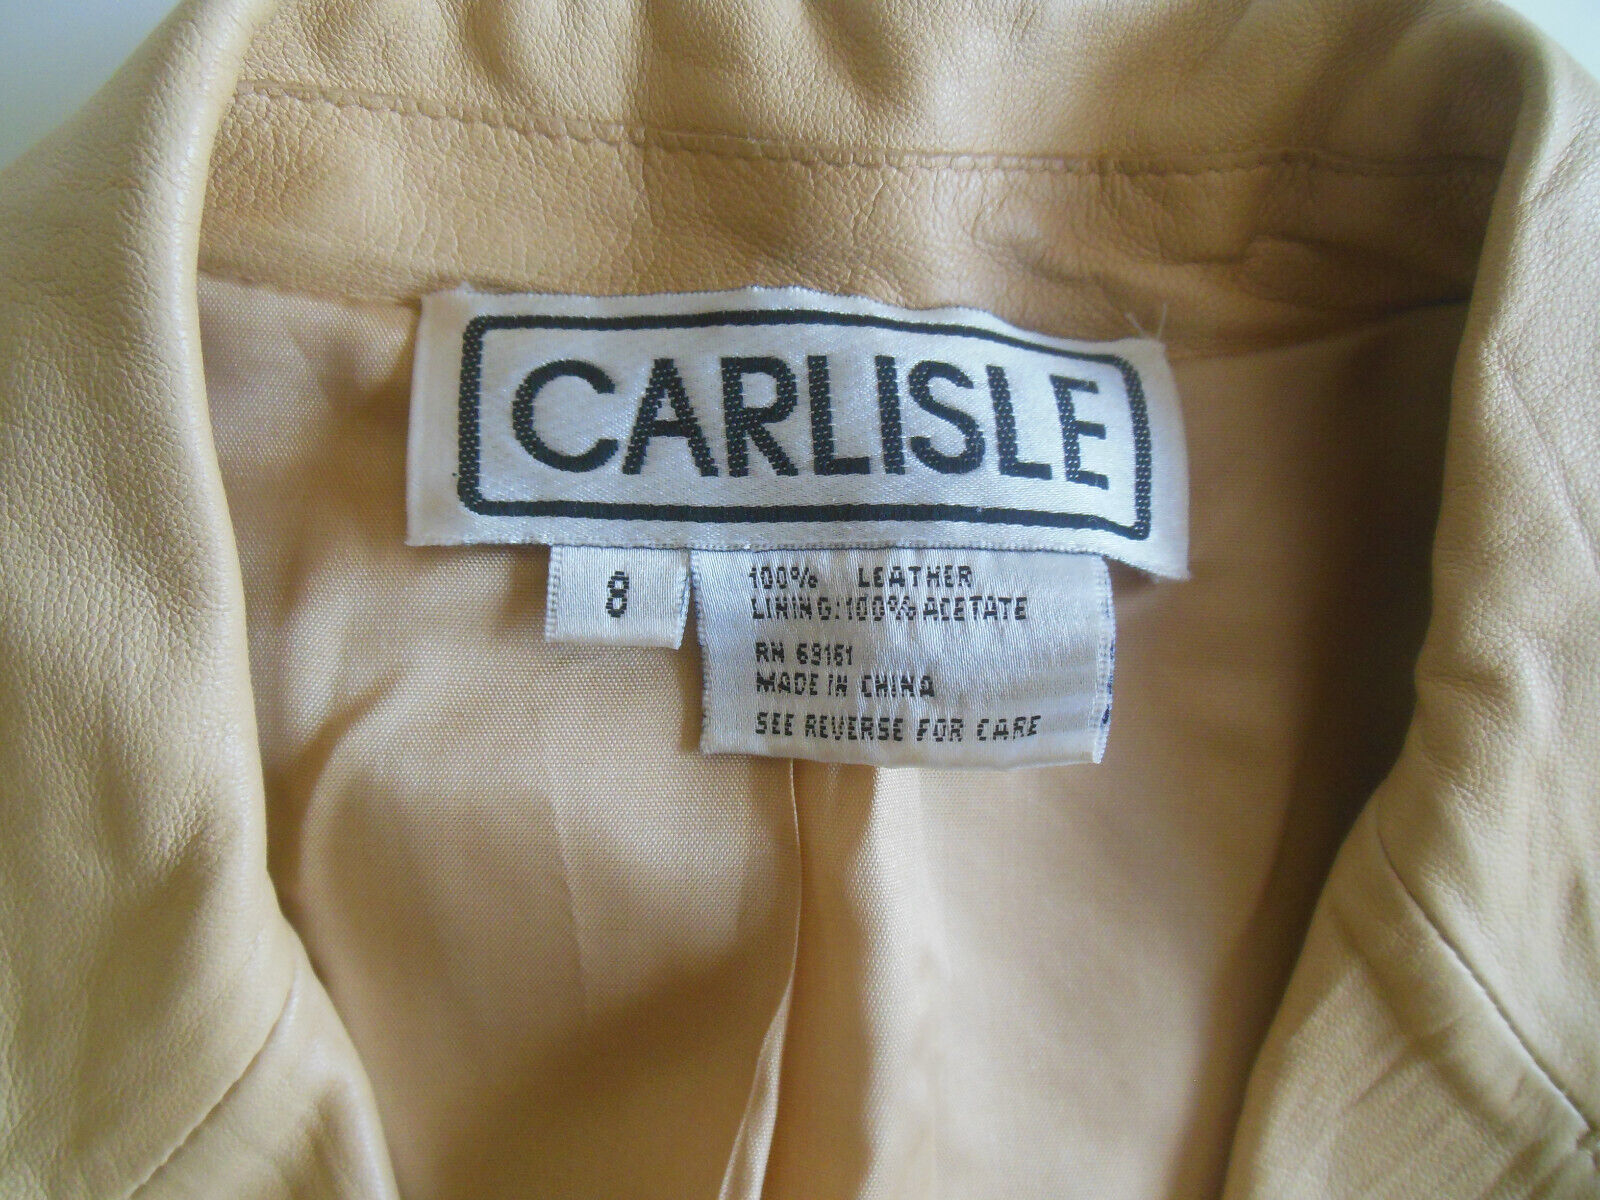 CARLISLE
8
100% LEATHER
LINING: 100% ACETATE
RN 69161
MADE IN CHINA
SEE REVERSE FOR CARE